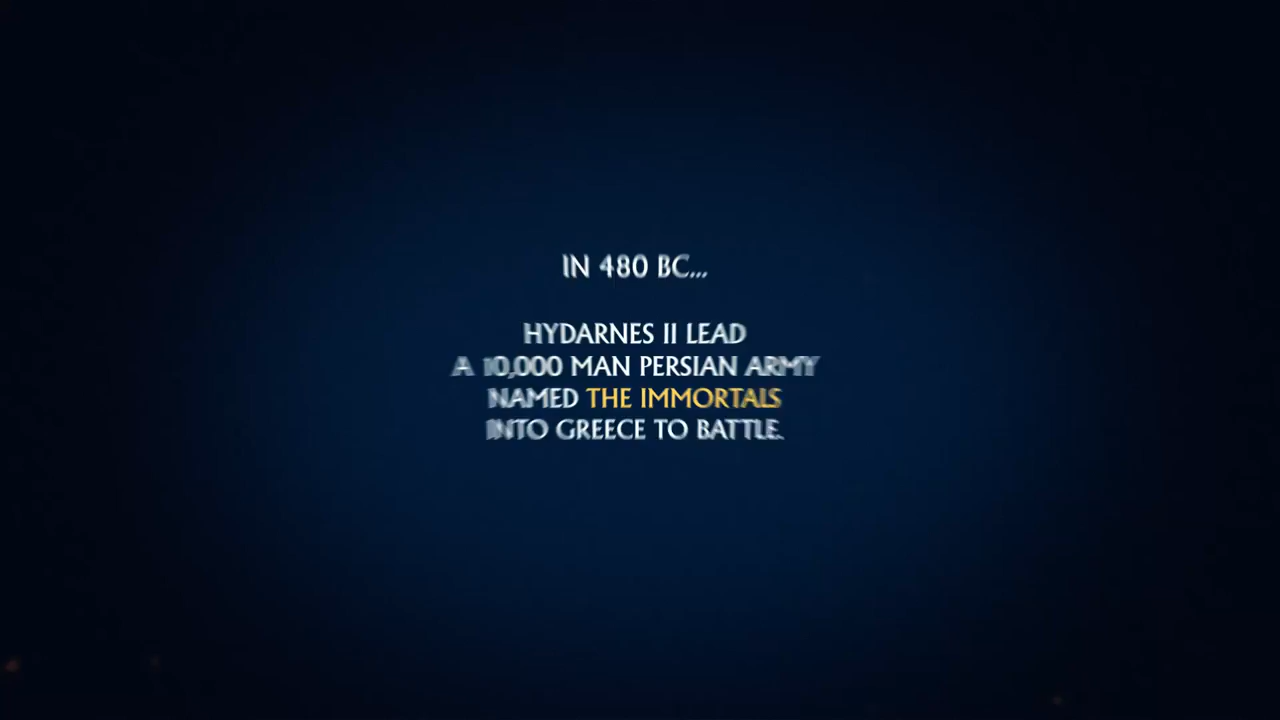 IN 480 BC...
HYDARNES II LEAD
A 10,000 MAN PERSIAN ARMY
NAMED THE IMMORTALS
INTO GREECE TO BATTLE.